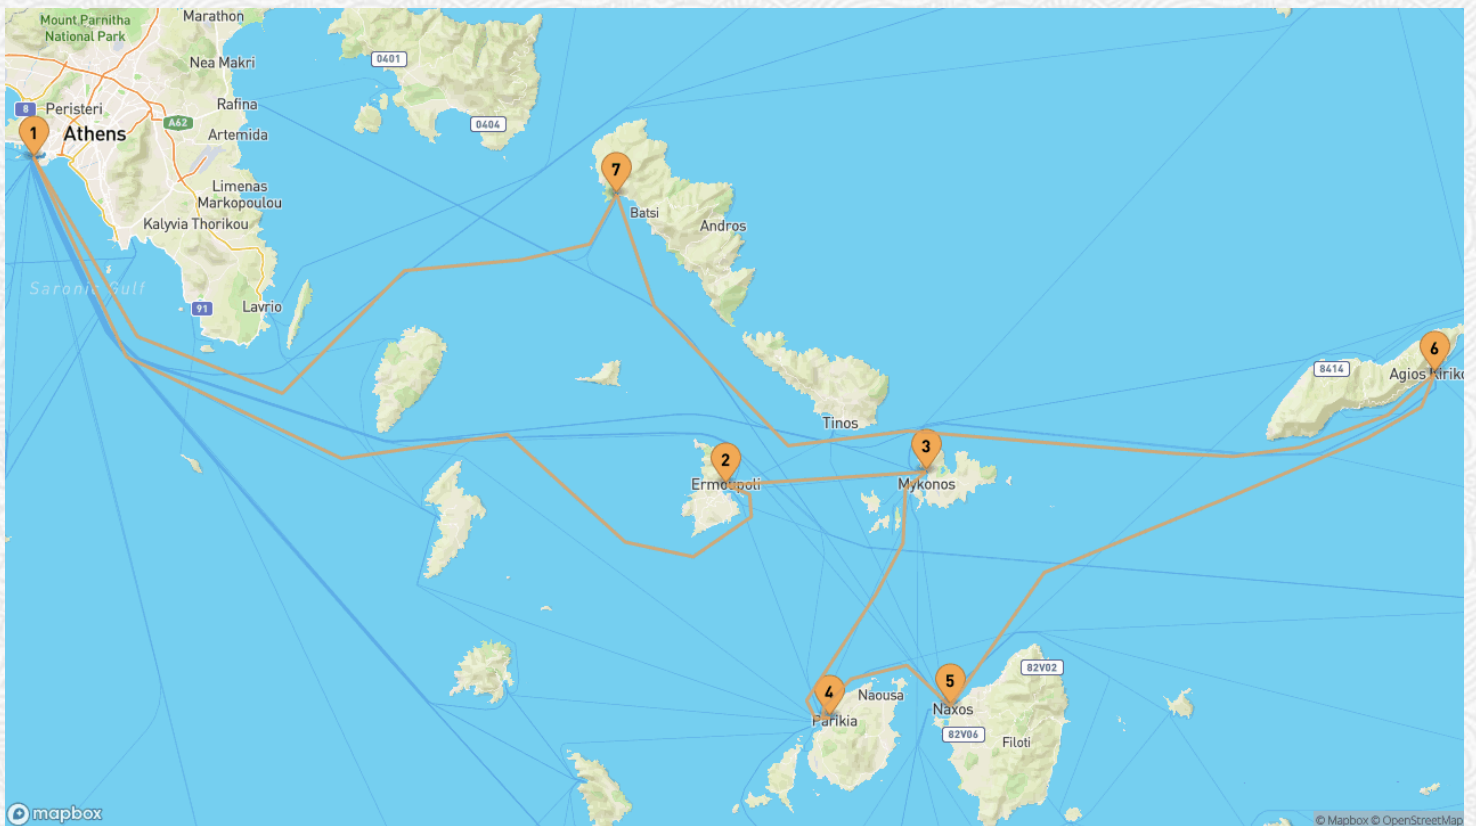 Marathon
Mount Parnitha
National Park
0401
Nea Makri
8
Peristeri
Rafina
A62
0404
1
Athens
Artemida
7
Limenas
Markopoulou
Batsi
Kalyvia Thorikou
Andros
Saronic Gulf
91
Lavrio
6
8414
Agios Kiriko
Tinos
3
2
Ermoupoli
Mykonos
82V02
5
4
Naousa
Naxos
Parikia
82V06
Filoti
mapbox
© Mapbox © OpenStreetMap